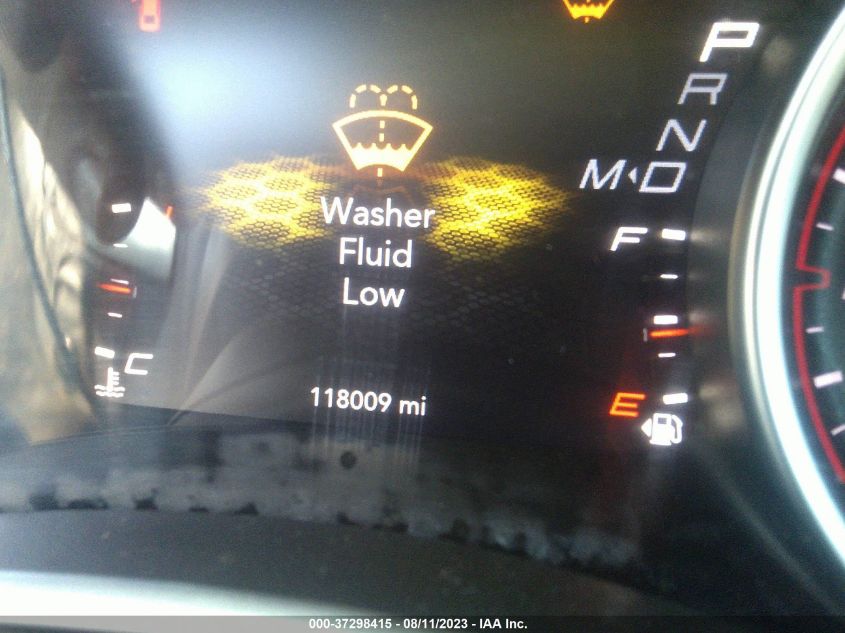 P
R
N
M D
Washer
Fluid
Low
F
C
118009 mi
E
000-37298415 - 08/11/2023 - IAA Inc.